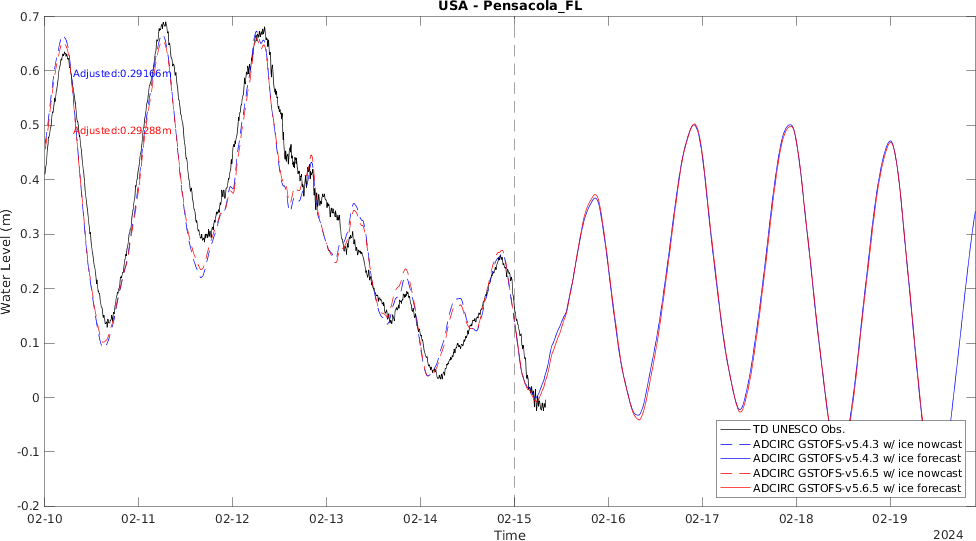 USA - Pensacola_FL
0.7
0.6
0.5
0.4
0.3
0.2
0.1
0
-0.1
-0.2
Water Level (m)
Adjusted:0.29166m
Adjusted:0.29288m
TD UNESCO Obs.
ADCIRC GSTOFS-v5.4.3 w/ ice nowcast
ADCIRC GSTOFS-v5.4.3 w/ ice forecast
ADCIRC GSTOFS-v5.6.5 w/ ice nowcast
ADCIRC GSTOFS-v5.6.5 w/ ice forecast
02-10 02-11 02-12 02-13 02-14 02-15 02-16 02-17 02-18 02-19
Time
2024